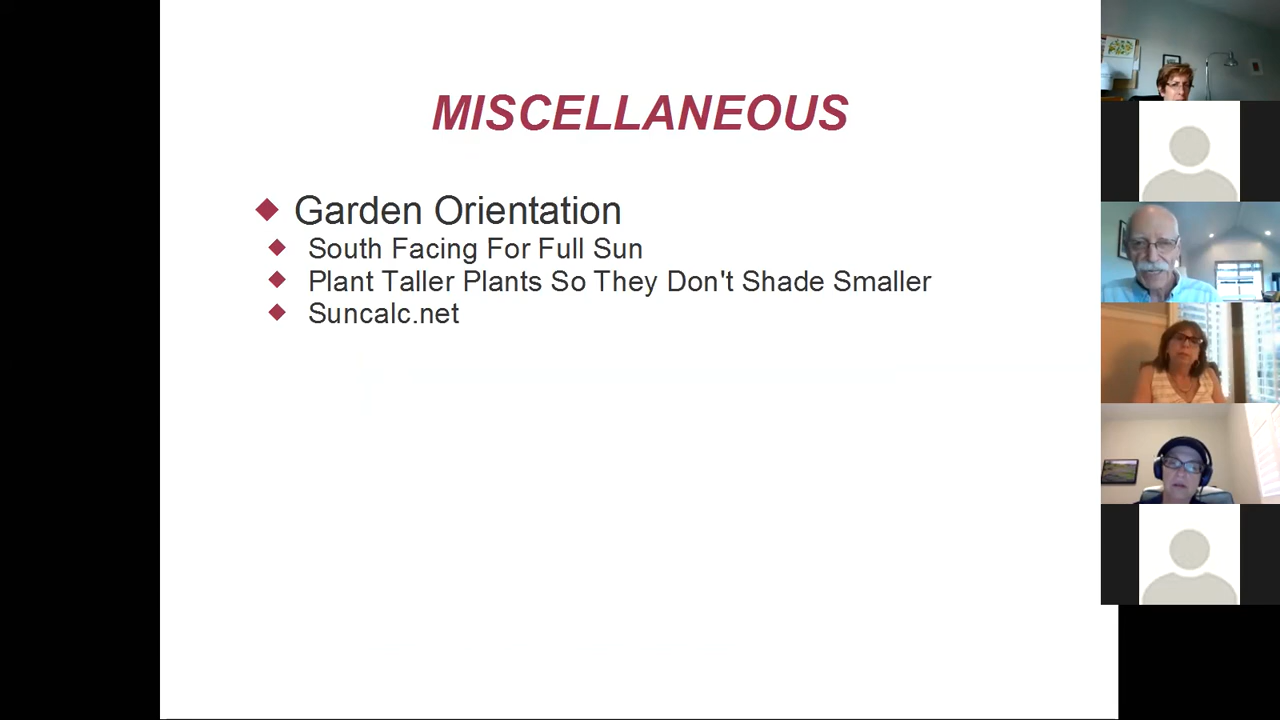 MISCELLANEOUS
Garden Orientation
South Facing For Full Sun
Plant Taller Plants So They Don't Shade Smaller
Suncalc.net